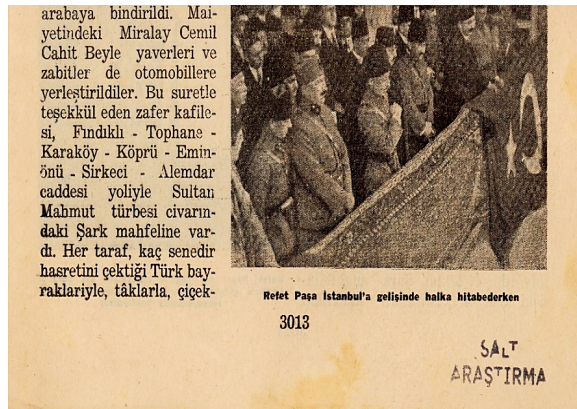 arabaya bindirildi. Mai-
yetindeki Miralay Cemil
Cahit Beyle yaverleri ve
zabitler de otomobillere
yerleştirildiler. Bu suretle
teşekkül eden zafer kafile-
si, Fındıklı - Tophane -
Karaköy - Köprü - Emin-
önü - Sirkeci - Alemdar
caddesi yoliyle Sultan
Mahmut türbesi civarın-
daki Şark mahfeline var-
dı. Her taraf, kaç senedir
hasretini çektiği Türk bay-
raklariyle, tâklarla, çiçek-
Refet Paşa İstanbul'a gelişinde halka hitabederken
3013
SALT
ARAŞTIRMA